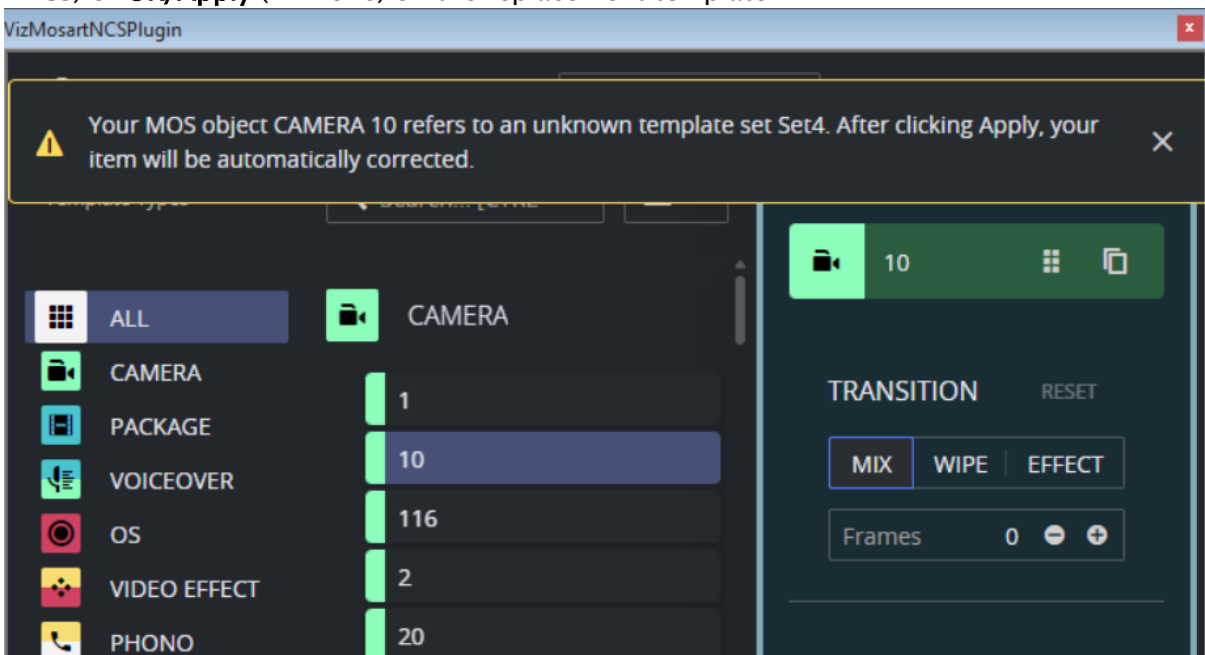 VizMosartNCSPlugin
x
Your MOS object CAMERA 10 refers to an unknown template set Set4. After clicking Apply, your
item will be automatically corrected.
10
ALL
CAMERA
CAMERA
1
TRANSITION RESET
PACKAGE
10
MIX WIPE EFFECT
VOICEOVER
116
Frames 0
OS
2
VIDEO EFFECT
20
PHONO